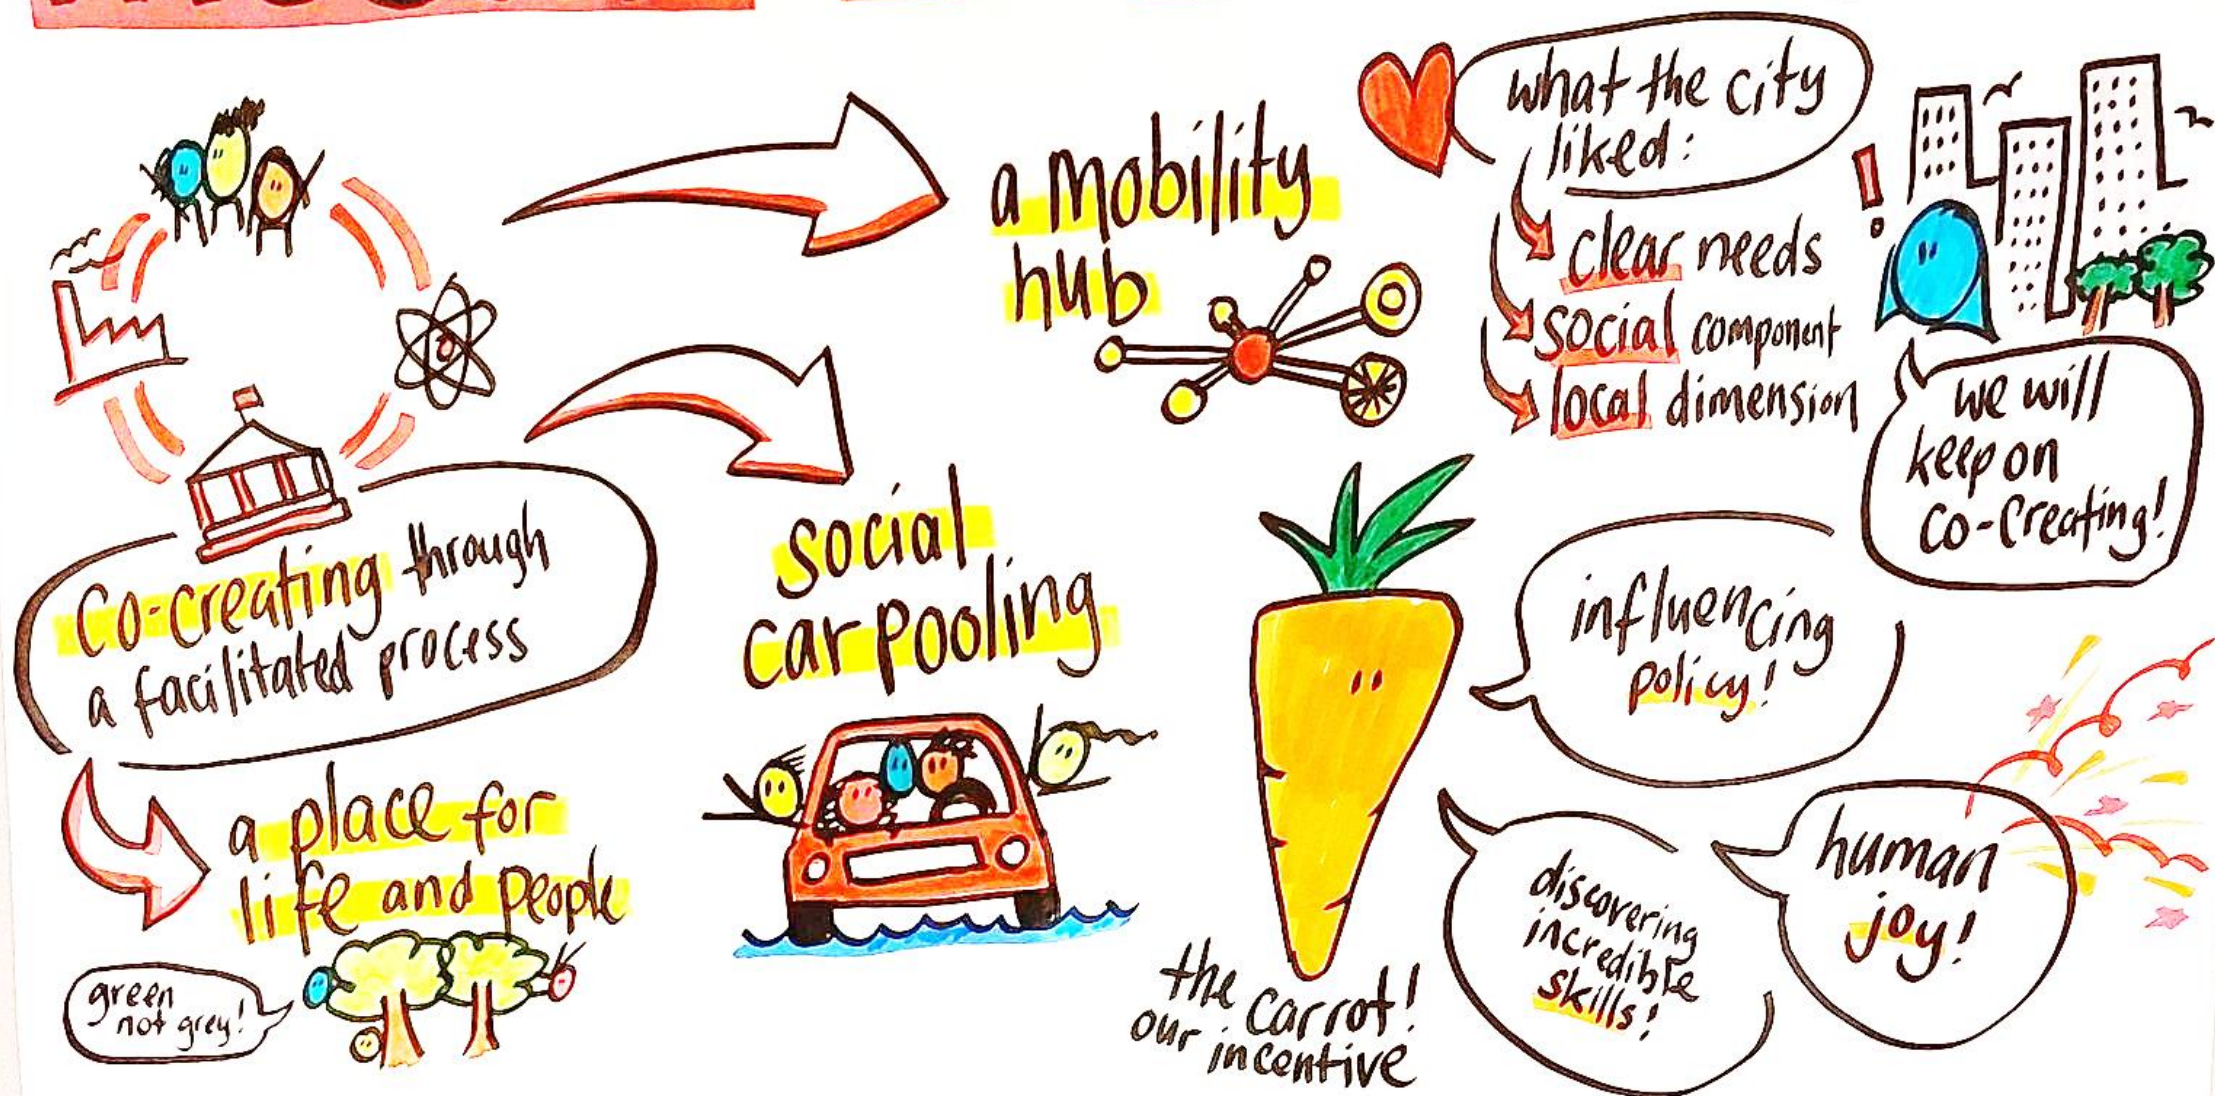 a mobility
hub
what the city
liked:
clear needs
social component
local dimension
we will
keep on
co-creating!
Co-creating through
a facilitated process
a place for
life and people
green
not grey!
social
carpooling
the carrot!
our incentive
influencing
policy!
discovering
incredible
skills!
human
joy!